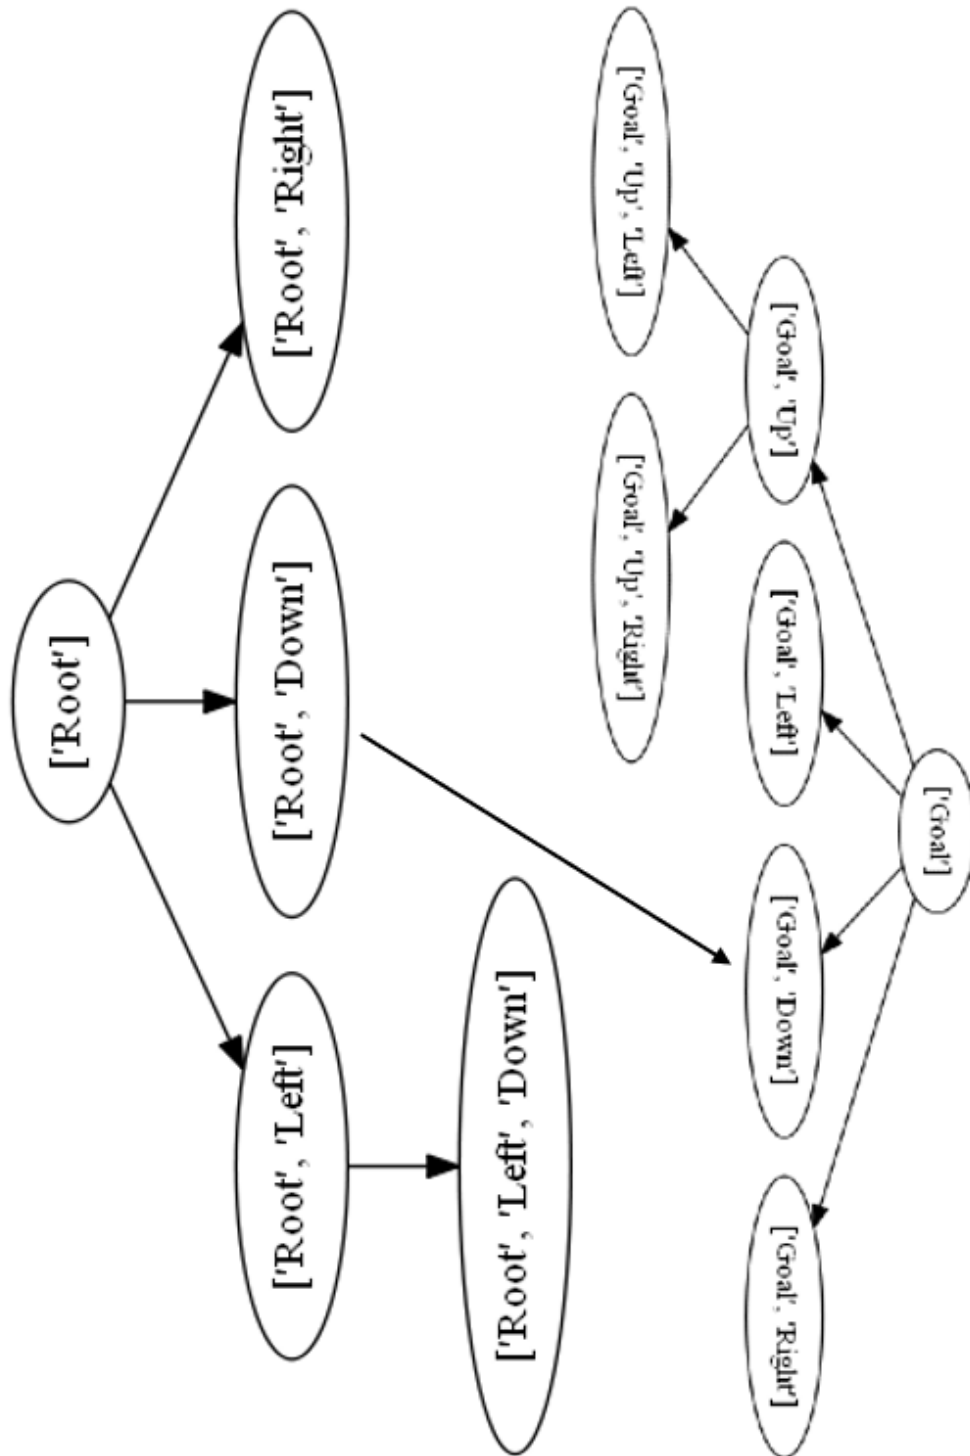 ['Root']
['Root', 'Right']
['Root', 'Down']
['Root', 'Left']
['Root', 'Left', 'Down']
['Goal', 'Up', 'Left']
['Goal', 'Up', 'Right']
['Goal', 'Up']
['Goal', 'Left']
['Goal', 'Down']
['Goal', 'Right']
['Goal']